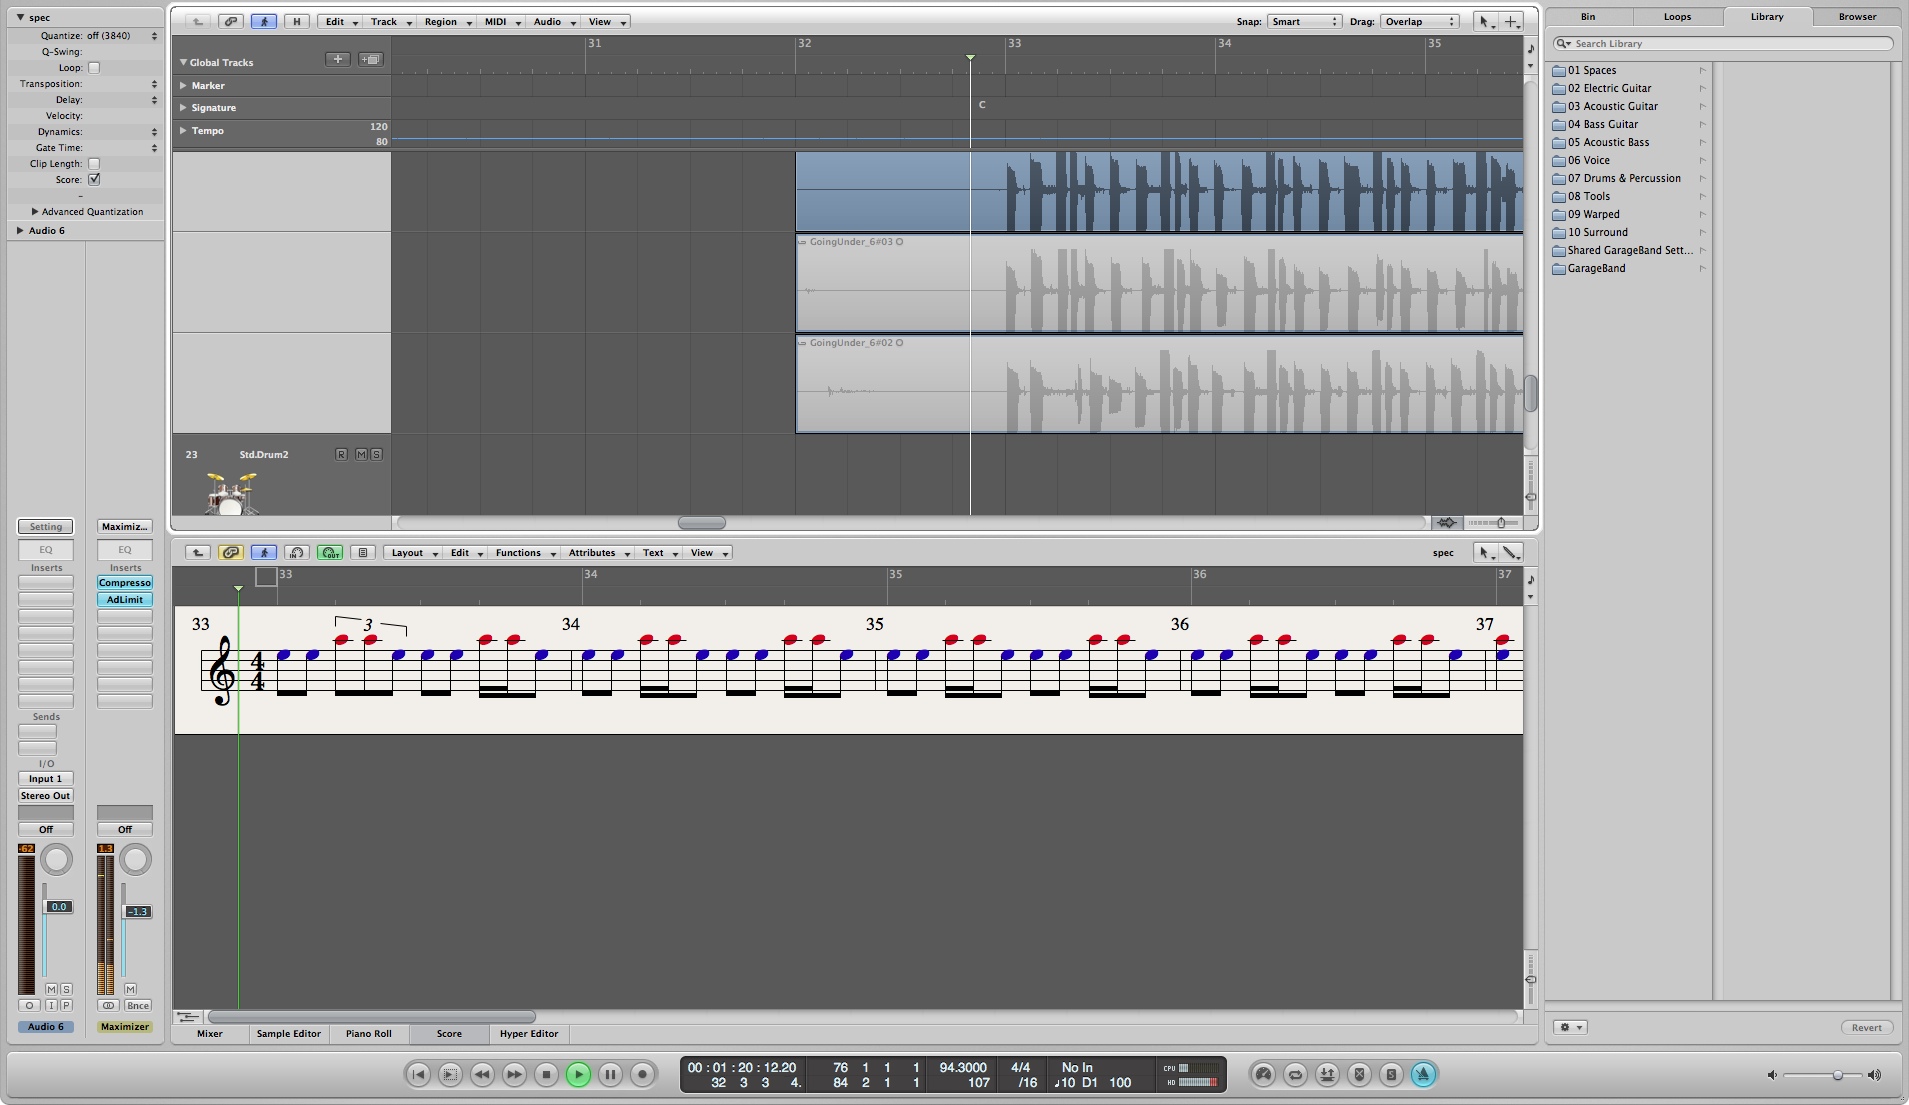 spec
Quantize: off (3840)
Q-Swing:
Loop:
Transposition:
Delay:
Velocity:
Dynamics:
Gate Time:
Clip Length:
Score:
-
Advanced Quantization
Audio 6
Setting Maximiz...
EQ EQ
Inserts Inserts
Compresso
AdLimit
Sends
I/O
Input 1
Stereo Out
Off Off
-62 1.3
0.0 -1.3
M S M
O I P Bnce
Audio 6 Maximizer
H Edit Track Region MIDI Audio View Snap: Smart Drag: Overlap
31 32 33 34 35
Global Tracks
Marker
Signature C
Tempo 120
80
GoingUnder_6#03
GoingUnder_6#02
23 Std.Drum2 R M S
IN OUT Layout Edit Functions Attributes Text View spec
33 34 35 36 37
33 34 35 36 37
3
4
4
Mixer Sample Editor Piano Roll Score Hyper Editor
Bin Loops Library Browser
Search Library
01 Spaces
02 Electric Guitar
03 Acoustic Guitar
04 Bass Guitar
05 Acoustic Bass
06 Voice
07 Drums & Percussion
08 Tools
09 Warped
10 Surround
Shared GarageBand Sett...
GarageBand
Revert
00 : 01 : 20 : 12.20 76 1 1 1 94.3000 4/4 No In CPU
32 3 3 4. 84 2 1 1 107 /16 10 D1 100 HD
S